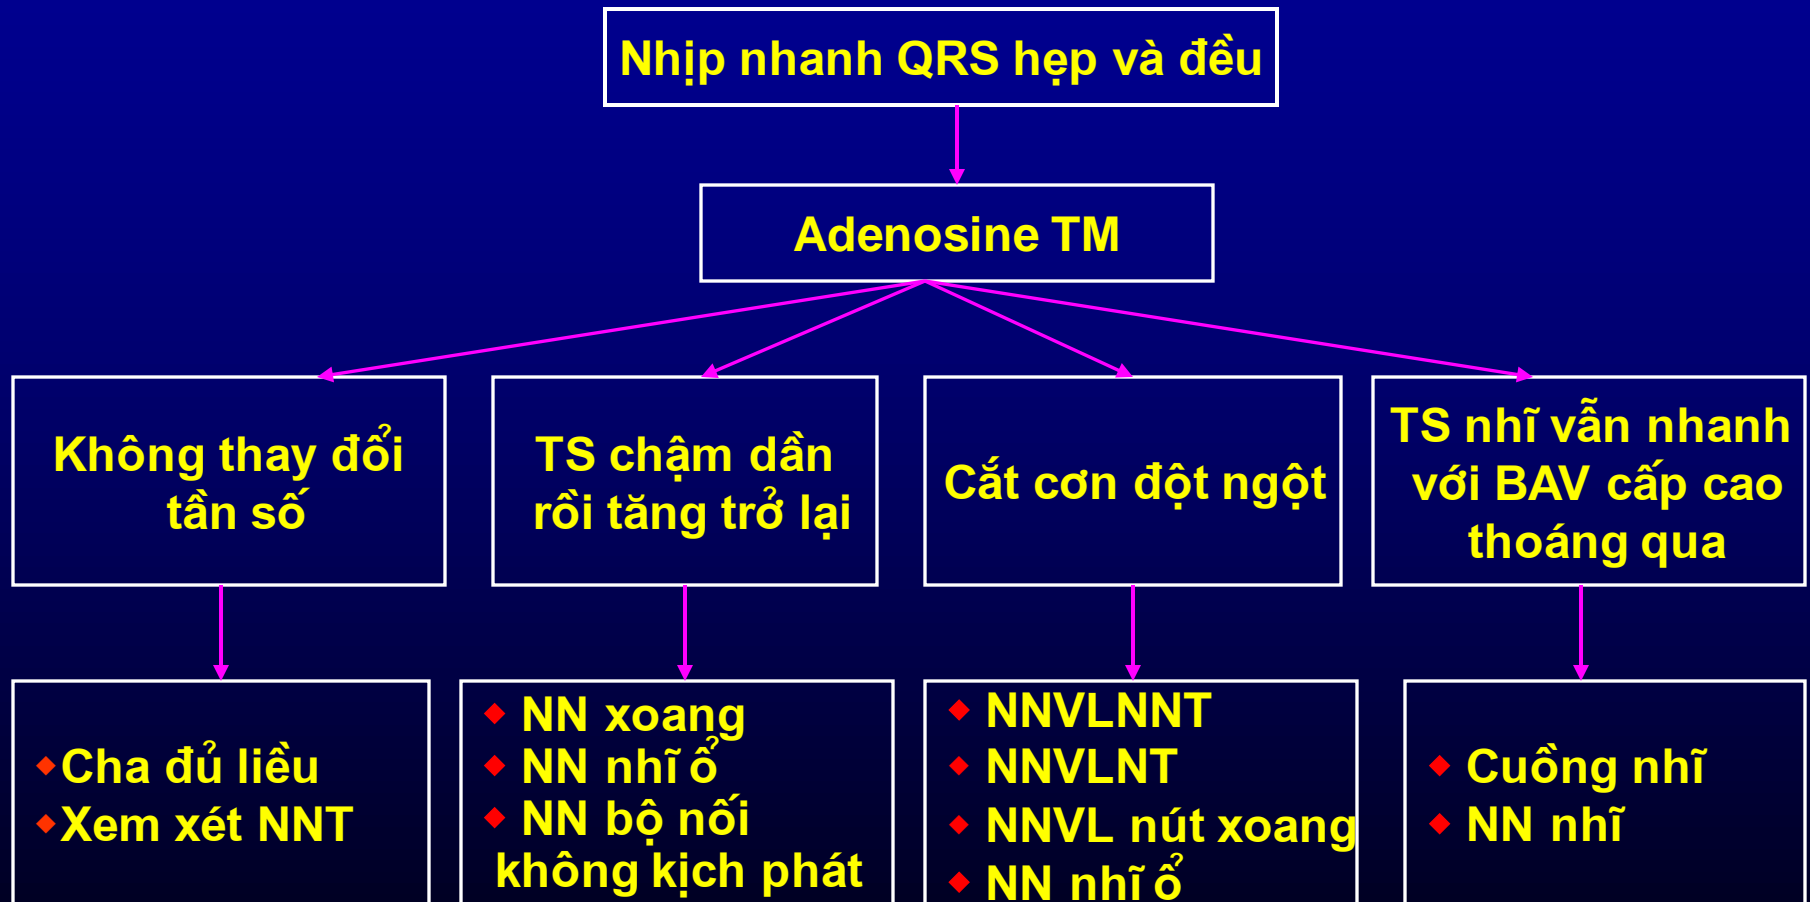 Nhịp nhanh QRS hẹp và đều
Adenosine TM
Không thay đổi
tần số
TS chậm dần
rồi tăng trở lại
Cắt cơn đột ngột
TS nhĩ vẫn nhanh
với BAV cấp cao
thoáng qua
Cha đủ liều
Xem xét NNT
NN xoang
NN nhĩ ổ
NN bộ nối
không kịch phát
NNVLNNT
NNVLNT
NNVL nút xoang
NN nhĩ ổ
Cuồng nhĩ
NN nhĩ